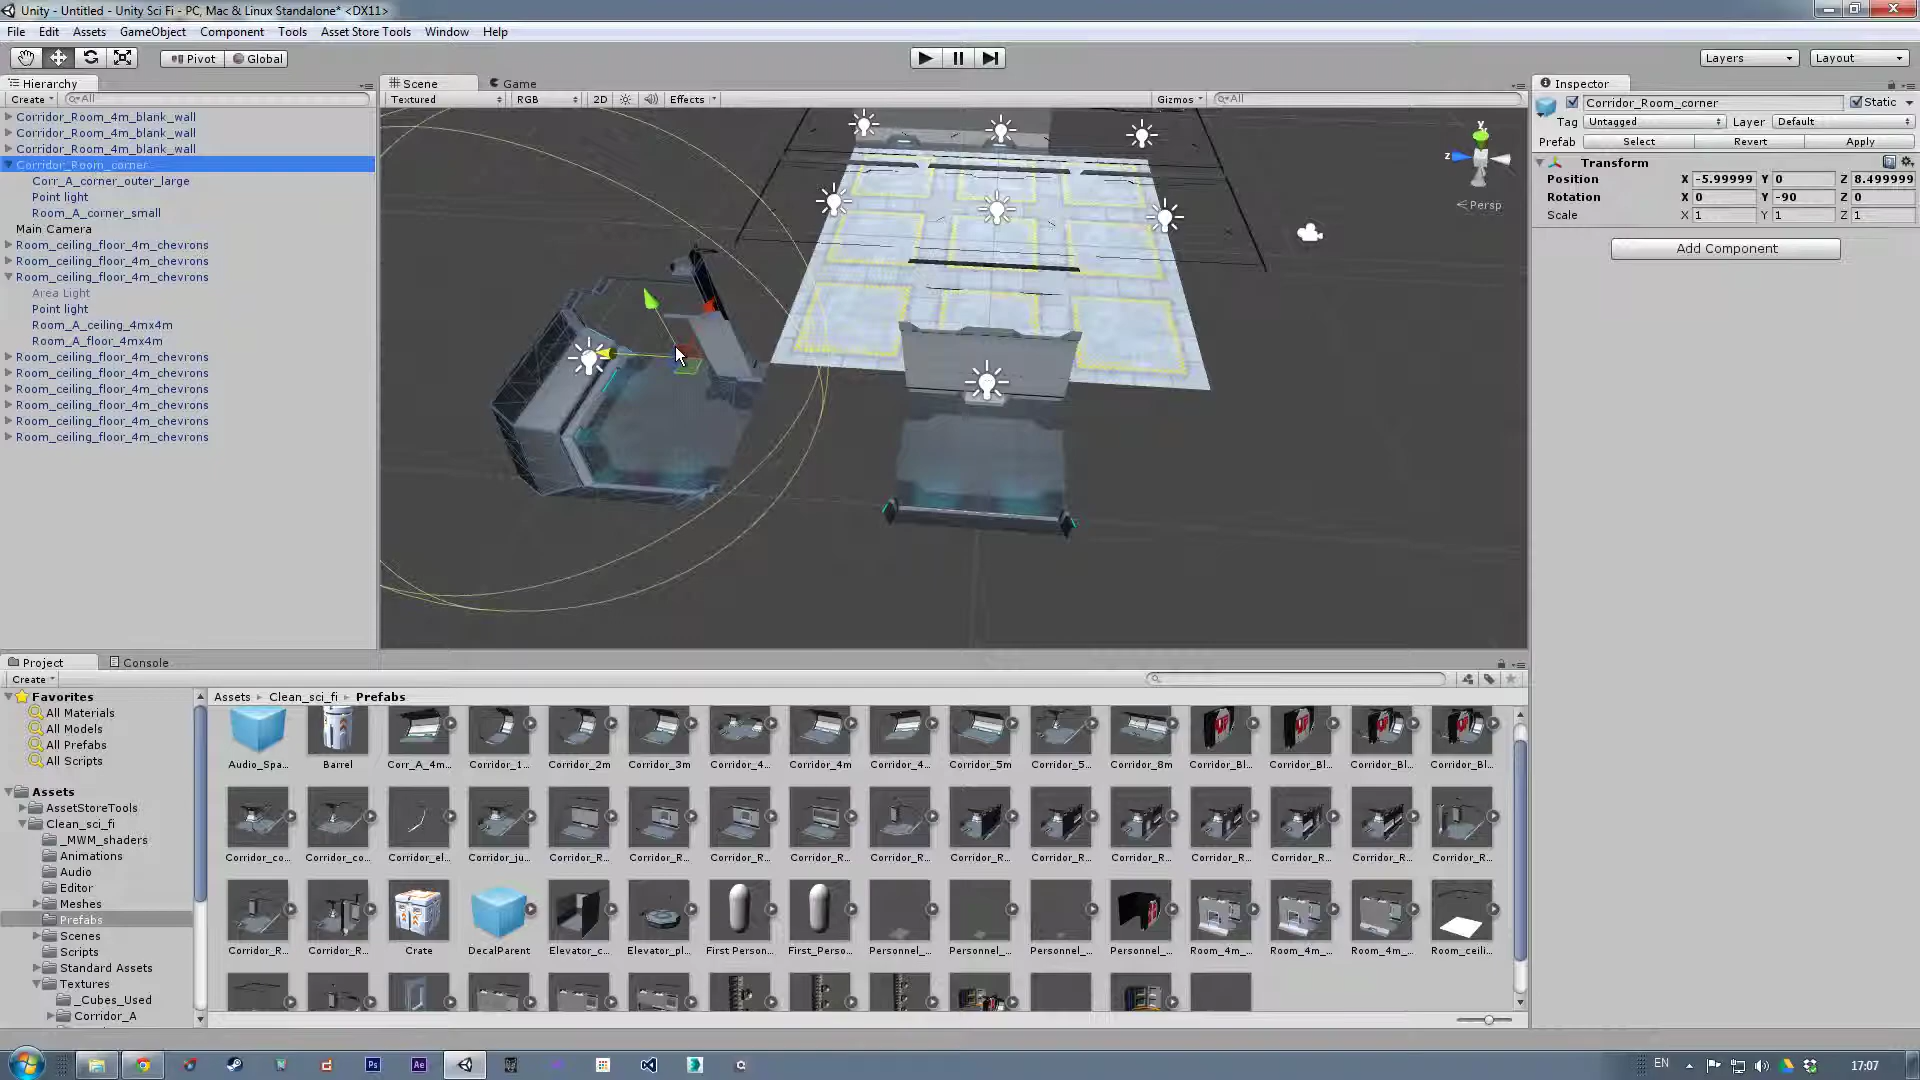 Unity - Untitled - Unity Sci Fi - PC, Mac & Linux Standalone* <DX11>
File Edit Assets GameObject Component Tools Asset Store Tools Window Help
Pivot Global Layers Layout
Hierarchy
Create All
Corridor_Room_4m_blank_wall
Corridor_Room_4m_blank_wall
Corridor_Room_4m_blank_wall
Corridor_Room_corner
Corr_A_corner_outer_large
Point light
Room_A_corner_small
Main Camera
Room_ceiling_floor_4m_chevrons
Room_ceiling_floor_4m_chevrons
Room_ceiling_floor_4m_chevrons
Area Light
Point light
Room_A_ceiling_4mx4m
Room_A_floor_4mx4m
Room_ceiling_floor_4m_chevrons
Room_ceiling_floor_4m_chevrons
Room_ceiling_floor_4m_chevrons
Room_ceiling_floor_4m_chevrons
Room_ceiling_floor_4m_chevrons
Room_ceiling_floor_4m_chevrons
Scene Game
Textured RGB 2D Effects Gizmos All
y
z
Persp
Inspector
Corridor_Room_corner Static
Tag Untagged Layer Default
Prefab Select Revert Apply
Transform
Position X -5.99999 Y 0 Z 8.499999
Rotation X 0 Y -90 Z 0
Scale X 1 Y 1 Z 1
Add Component
Project Console
Create
Favorites
All Materials
All Models
All Prefabs
All Scripts
Assets
AssetStoreTools
Clean_sci_fi
_MWM_shaders
Animations
Audio
Editor
Meshes
Prefabs
Scenes
Scripts
Standard Assets
Textures
_Cubes_Used
Corridor_A
Assets Clean_sci_fi Prefabs
Audio_Spa... Barrel Corr_A_4m... Corridor_1... Corridor_2m Corridor_3m Corridor_4... Corridor_4m Corridor_4... Corridor_5m Corridor_5... Corridor_8m Corridor_Bl... Corridor_Bl... Corridor_Bl... Corridor_Bl...
Corridor_co... Corridor_co... Corridor_el... Corridor_ju... Corridor_R... Corridor_R... Corridor_R... Corridor_R... Corridor_R... Corridor_R... Corridor_R... Corridor_R... Corridor_R... Corridor_R... Corridor_R... Corridor_R...
Corridor_R... Corridor_R... Crate DecalParent Elevator_c... Elevator_pl... First Person... First_Perso... Personnel_... Personnel_... Personnel_... Personnel_... Room_4m_... Room_4m_... Room_4m_... Room_ceili...
Ps Ae EN 17:07